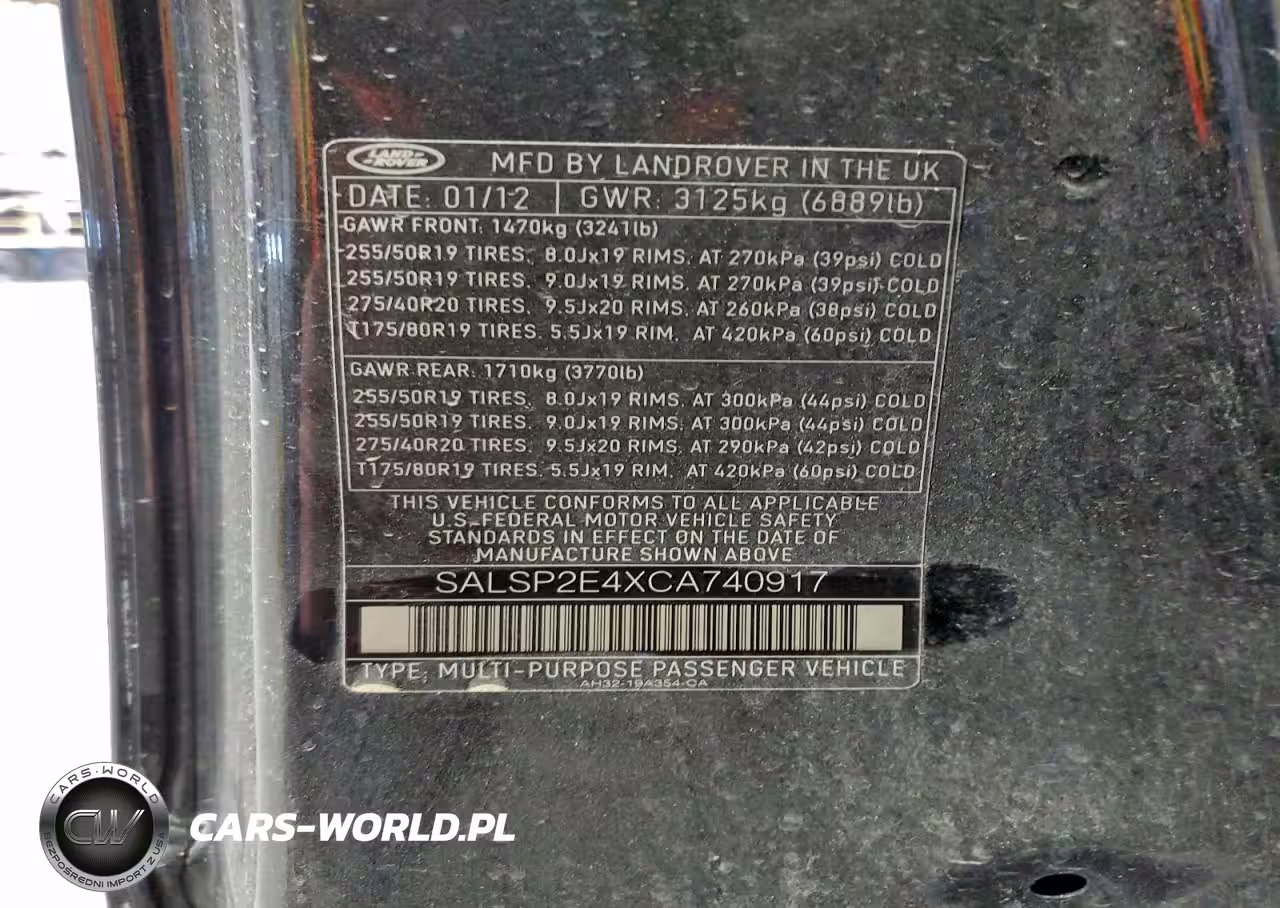 LAND-ROVER
MFD BY LANDROVER IN THE UK
DATE: 01/12 GWR: 3125kg (6889lb)
GAWR FRONT: 1470kg (3241lb)
255/50R19 TIRES, 8.0Jx19 RIMS, AT 270kPa (39psi) COLD
255/50R19 TIRES, 9.0Jx19 RIMS, AT 270kPa (39psi) COLD
275/40R20 TIRES, 9.5Jx20 RIMS, AT 260kPa (38psi) COLD
T175/80R19 TIRES, 5.5Jx19 RIM, AT 420kPa (60psi) COLD
GAWR REAR: 1710kg (3770lb)
255/50R19 TIRES, 8.0Jx19 RIMS, AT 300kPa (44psi) COLD
255/50R19 TIRES, 9.0Jx19 RIMS, AT 300kPa (44psi) COLD
275/40R20 TIRES, 9.5Jx20 RIMS, AT 290kPa (42psi) COLD
T175/80R19 TIRES, 5.5Jx19 RIM, AT 420kPa (60psi) COLD
THIS VEHICLE CONFORMS TO ALL APPLICABLE
U.S-FEDERAL MOTOR VEHICLE SAFETY
STANDARDS IN EFFECT ON THE DATE OF
MANUFACTURE SHOWN ABOVE
SALSP2E4XCA740917
TYPE: MULTI-PURPOSE PASSENGER VEHICLE
AH32-19A354-CA
CARS-WORLD
CW
BEZPOŚREDNI IMPORT Z USA
CARS-WORLD.PL